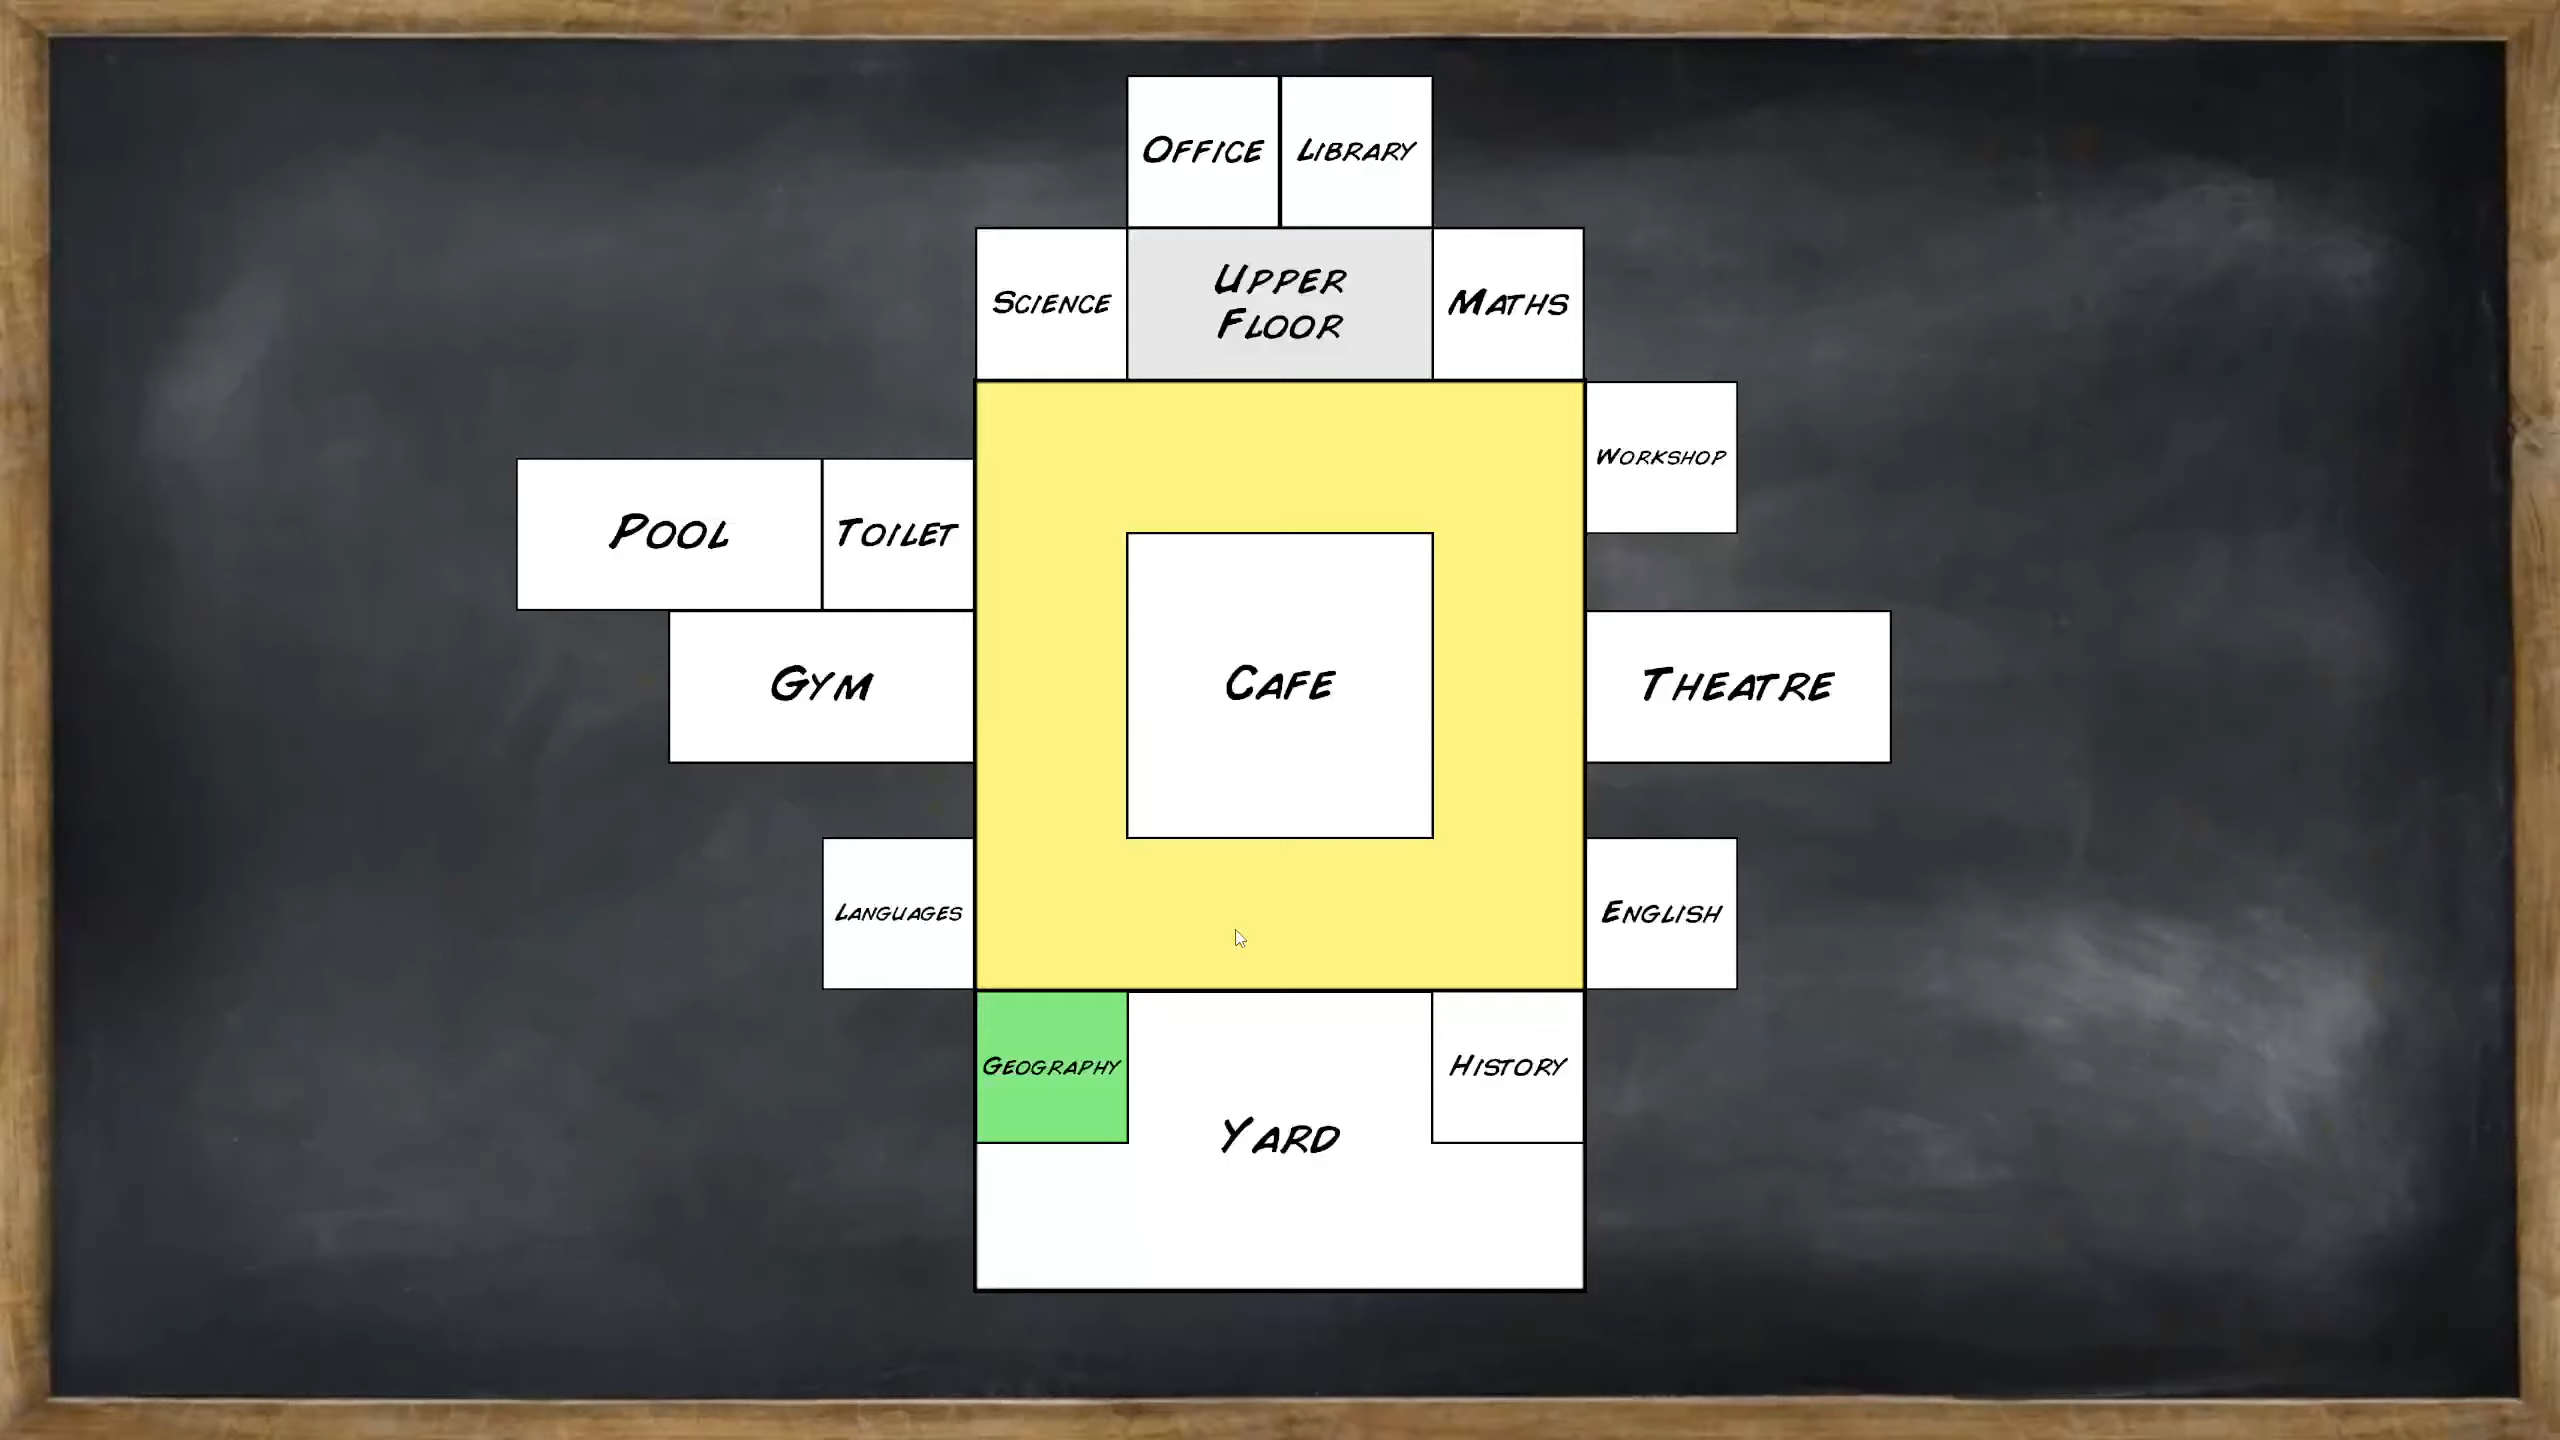 OFFICE
LIBRARY
SCIENCE
UPPER
FLOOR
MATHS
WORKSHOP
POOL
TOILET
GYM
CAFE
THEATRE
LANGUAGES
ENGLISH
GEOGRAPHY
HISTORY
YARD